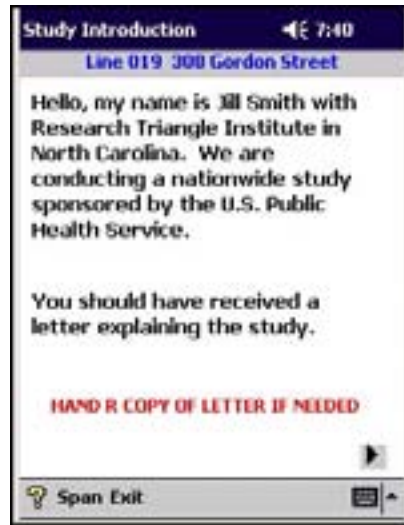 Study Introduction 7:40
Line 019 300 Gordon Street
Hello, my name is Jill Smith with
Research Triangle Institute in
North Carolina. We are
conducting a nationwide study
sponsored by the U.S. Public
Health Service.
You should have received a
letter explaining the study.
HAND R COPY OF LETTER IF NEEDED
Span Exit